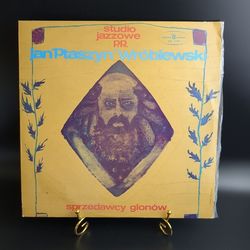 studio
jazzowe
PR
jan "Ptaszyn" Wróblewski
sprzedawcy glonów